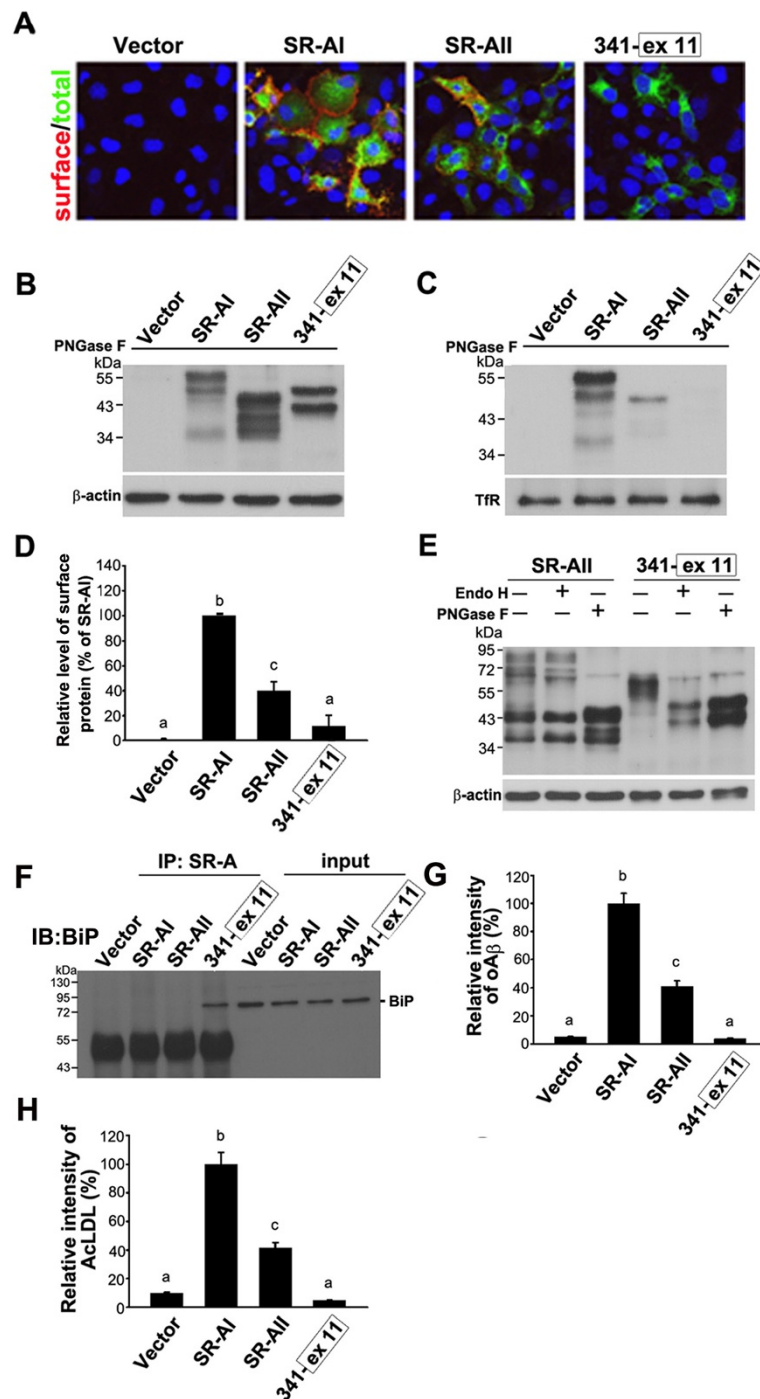 A
Vector SR-AI SR-AII 341-ex 11
surface/total
B
Vector SR-AI SR-AII 341-ex 11
PNGase F
kDa
55
43
34
β-actin
C
Vector SR-AI SR-AII 341-ex 11
PNGase F
kDa
55
43
34
TfR
D
Relative level of surface
protein (% of SR-AI)
140
120
100
80
60
40
20
0
a b c a
Vector SR-AI SR-AII 341-ex 11
E
SR-AII 341-ex 11
Endo H — + — — + —
PNGase F — — + — — +
kDa
95
72
55
43
34
β-actin
F
IP: SR-A input
IB:BiP
Vector SR-AI SR-AII 341-ex 11 Vector SR-AI SR-AII 341-ex 11
kDa
130
95
72
55
43
BiP
G
Relative intensity
of oAβ (%)
120
100
80
60
40
20
0
a b c a
Vector SR-AI SR-AII 341-ex 11
H
Relative intensity of
AcLDL (%)
120
100
80
60
40
20
0
a b c a
Vector SR-AI SR-AII 341-ex 11